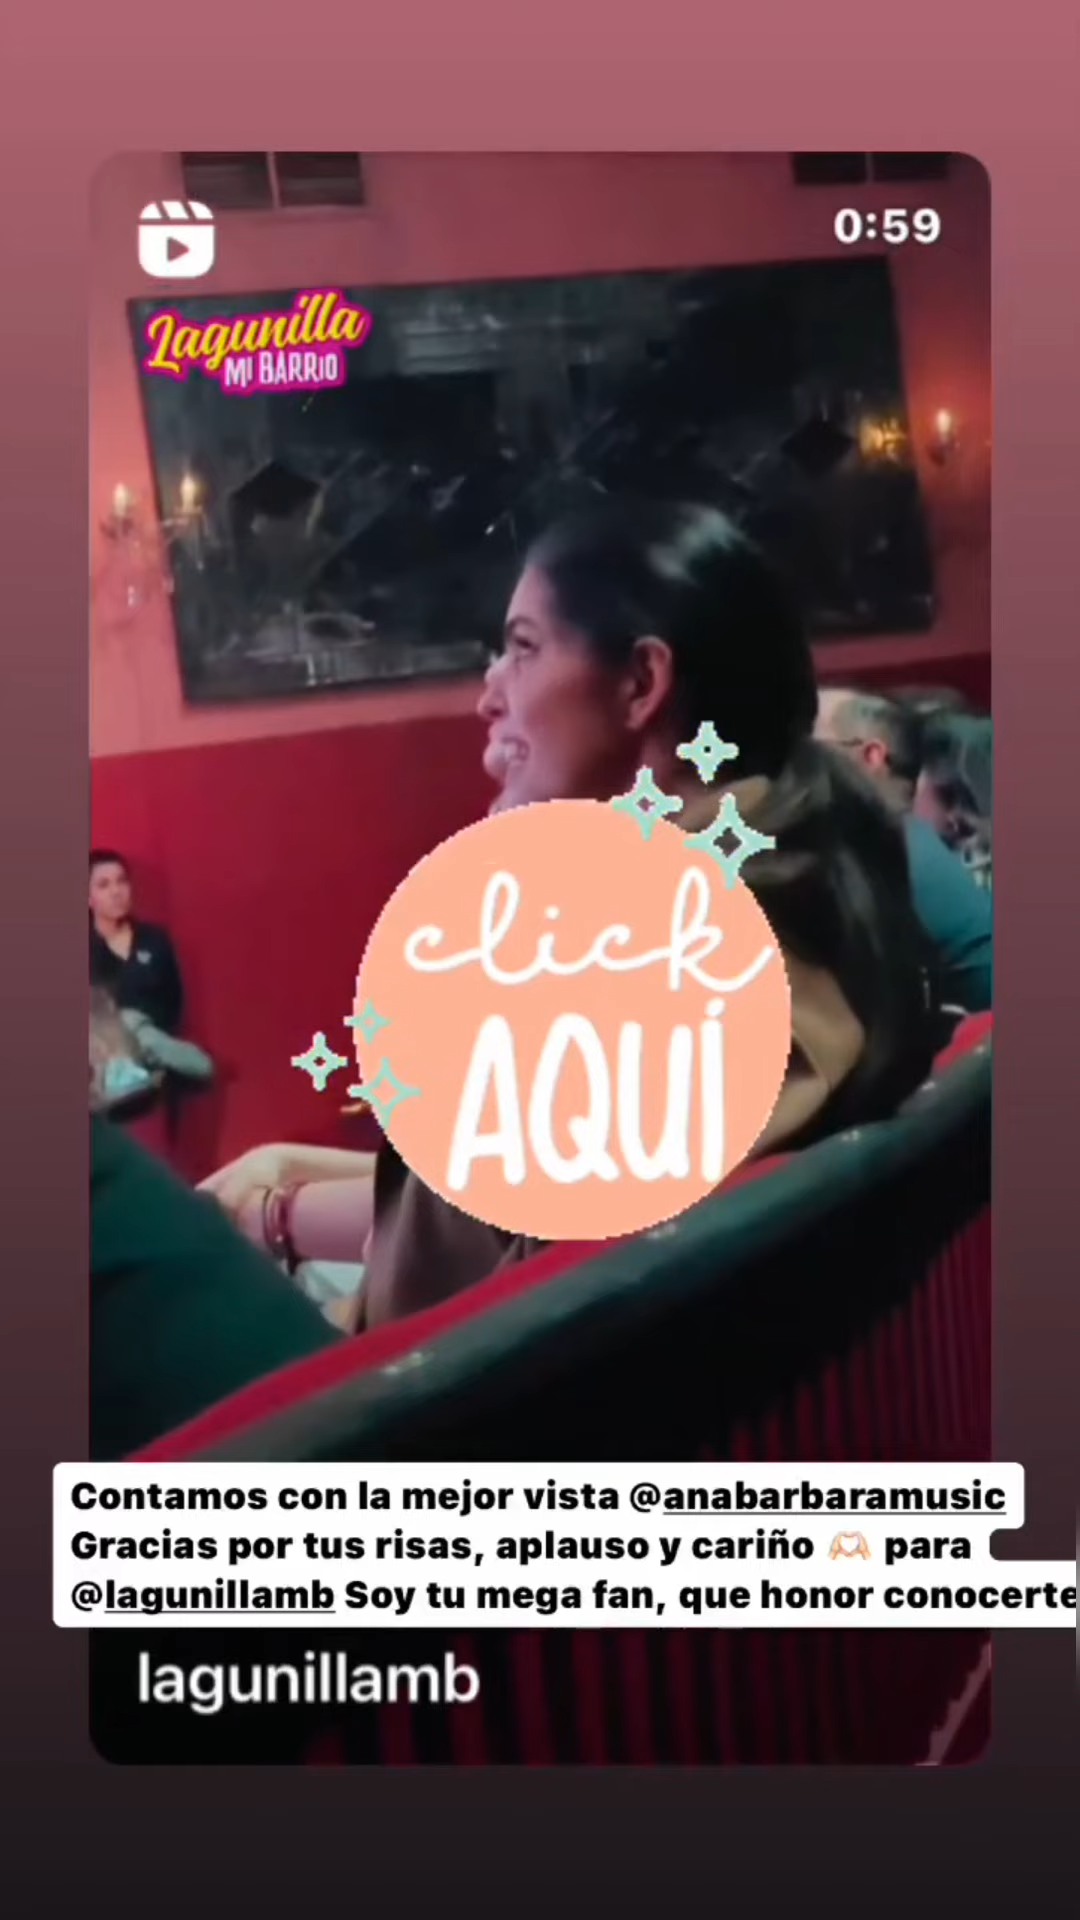 0:59
Lagunilla
MI BARRIO
click
AQUÍ
Contamos con la mejor vista @anabarbaramusic
Gracias por tus risas, aplauso y cariño 🫶🏻 para
@lagunillamb Soy tu mega fan, que honor conocerte
lagunillamb